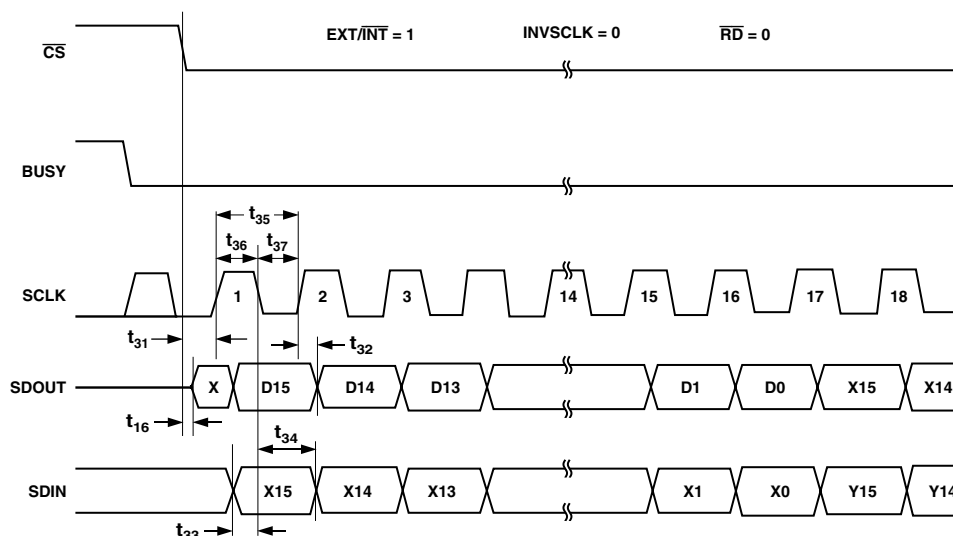 EXT/INT = 1 INVSCLK = 0 RD = 0
CS
BUSY
t35
t36 t37
SCLK 1 2 3 14 15 16 17 18
t31 t32
SDOUT X D15 D14 D13 D1 D0 X15 X14
t16 t34
SDIN X15 X14 X13 X1 X0 Y15 Y14
t33